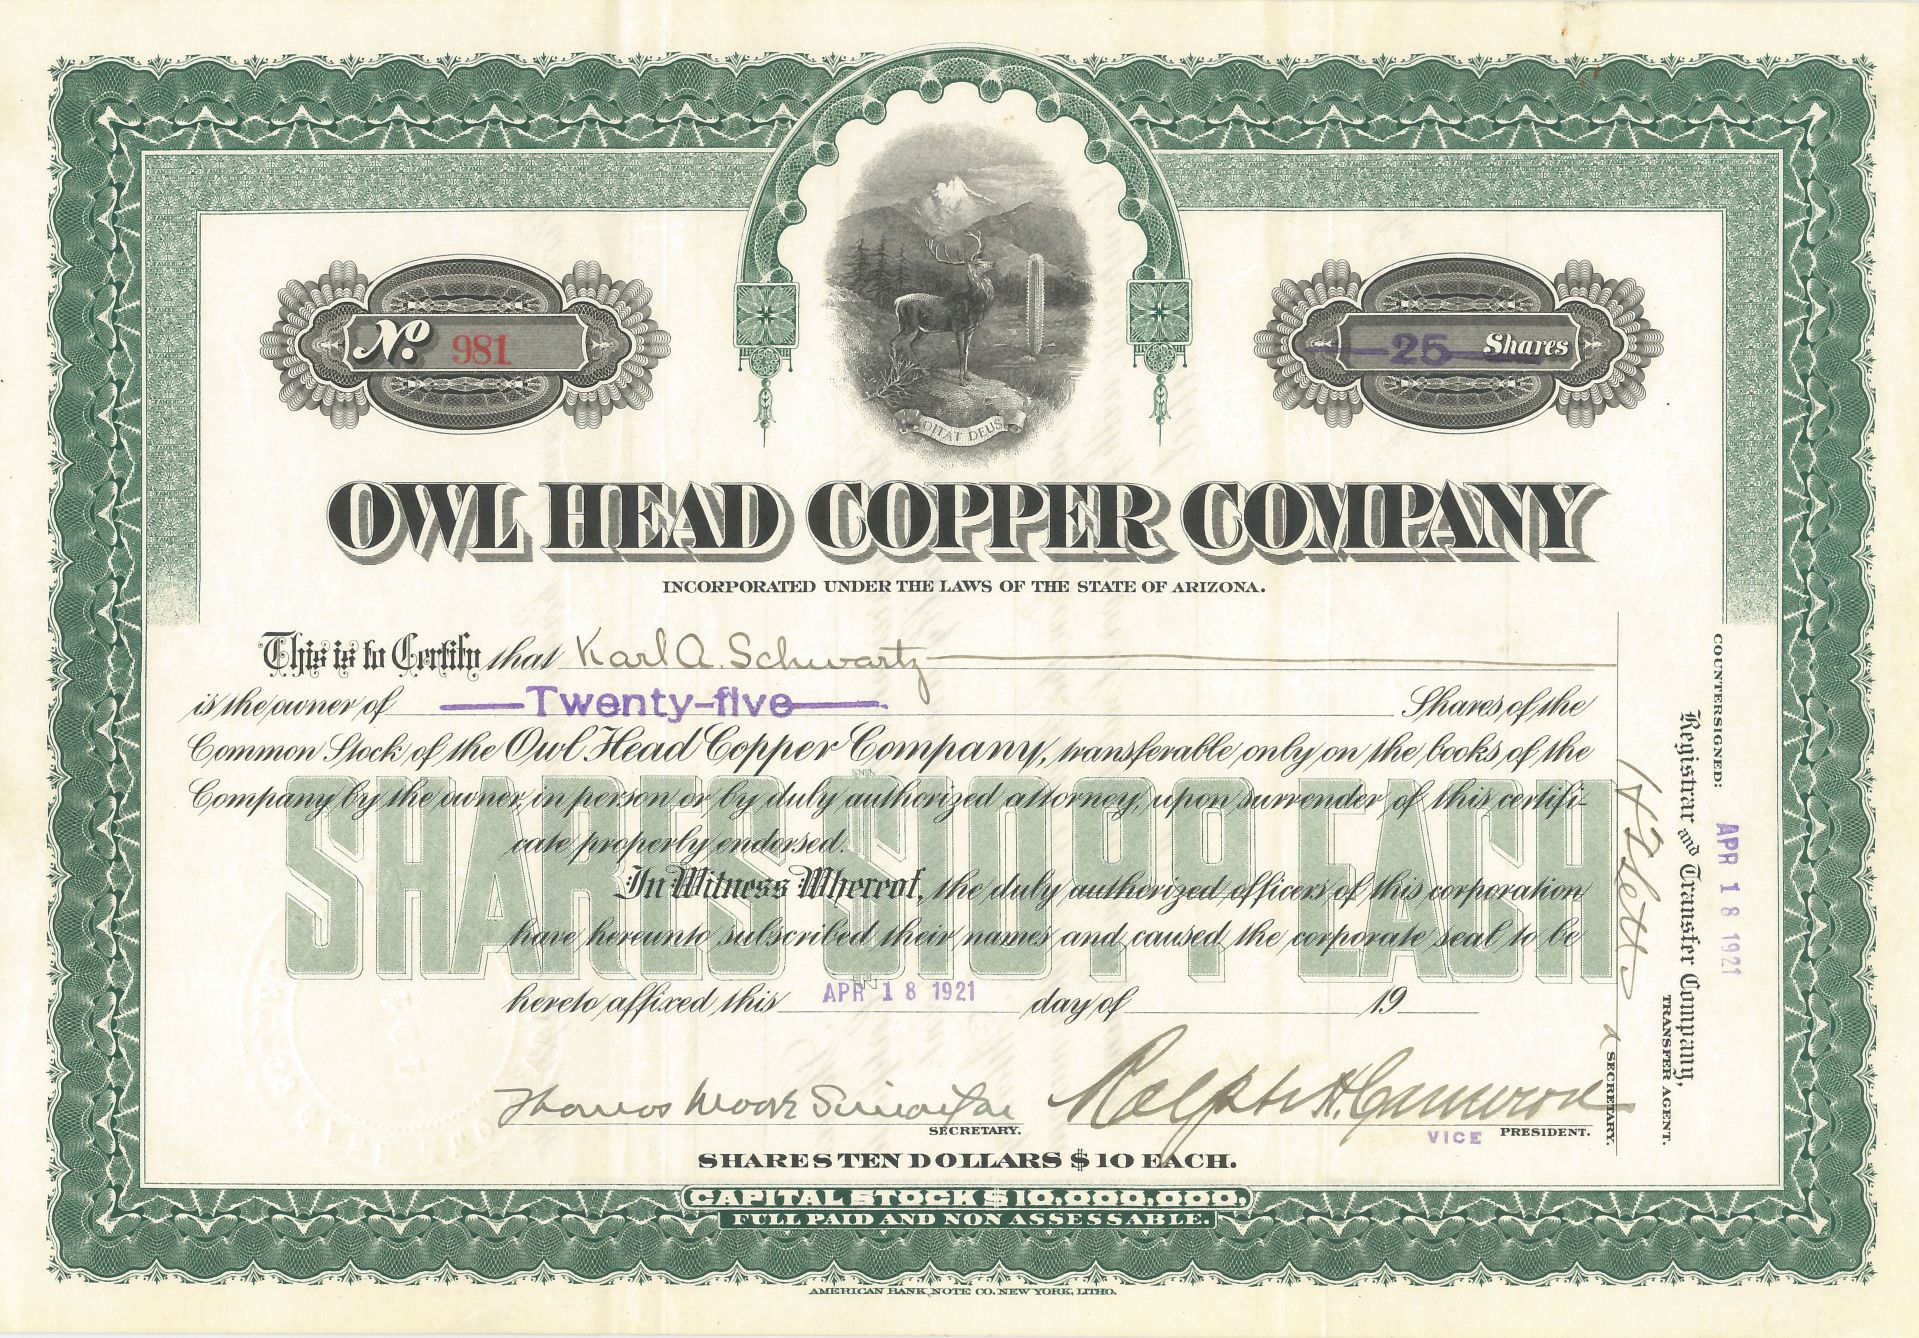 No. 981
25 Shares
DITAT DEUS
OWL HEAD COPPER COMPANY
INCORPORATED UNDER THE LAWS OF THE STATE OF ARIZONA.
This is to Certify that Karl A. Schwartz
is the owner of Twenty-five Shares of the
Common Stock of the Owl Head Copper Company, transferable only on the books of the
Company by the owner, in person or by duly authorized attorney, upon surrender of this certifi-
cate properly endorsed.
SHARES $10 EACH
In Witness Whereof, the duly authorized officers of this corporation
have hereunto subscribed their names and caused the corporate seal to be
hereto affixed this APR 18 1921 day of 19
Thomas
SECRETARY.
Ralph H. Cameron
VICE PRESIDENT.
SHARES TEN DOLLARS $10 EACH.
CAPITAL STOCK $10,000,000,
FULL PAID AND NON ASSESSABLE.
AMERICAN BANK NOTE CO. NEW YORK, LITHO.
COUNTERSIGNED: APR 18 1921
Registrar and Transfer Company,
TRANSFER AGENT.
SECRETARY.